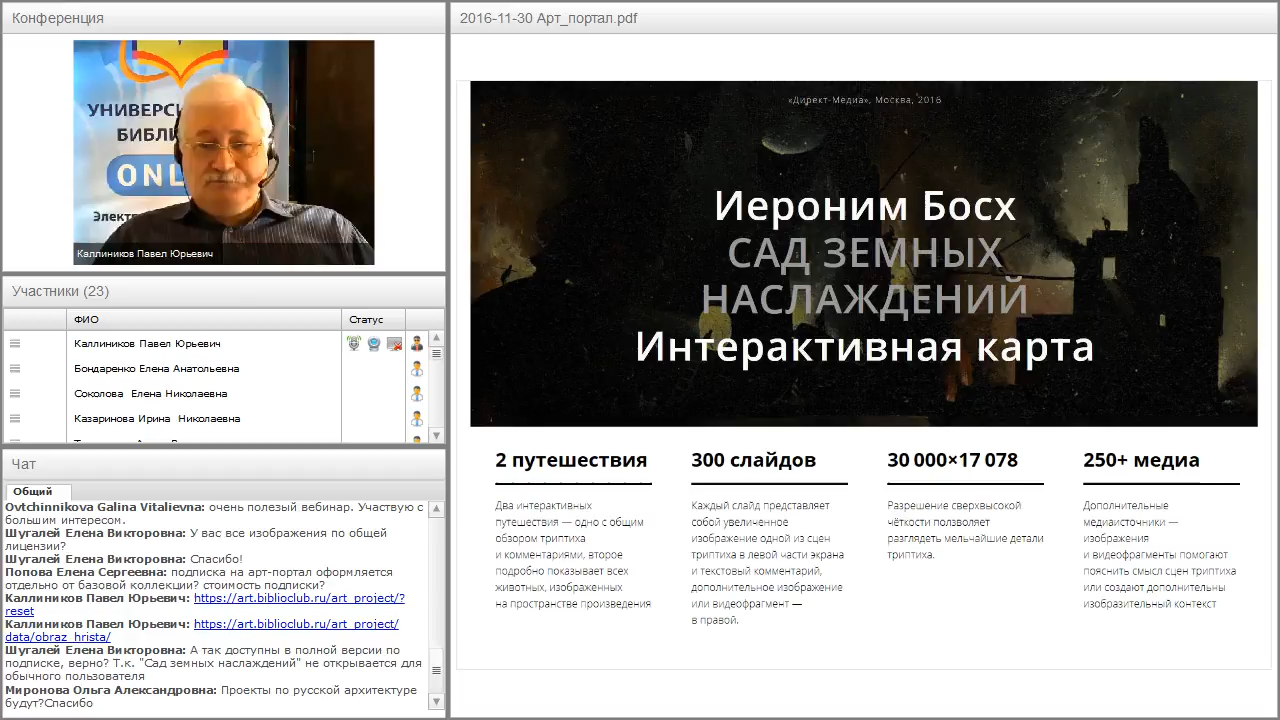 Конференция
УНИВЕРС
БИБЛИ
ONL
Элект
Каллиников Павел Юрьевич
Участники (23)
ФИО
Статус
Каллиников Павел Юрьевич
Бондаренко Елена Анатольевна
Соколова Елена Николаевна
Казаринова Ирина Николаевна
Чат
Общий
Ovtchinnikova Galina Vitalievna: очень полезый вебинар. Участвую с
большим интересом.
Шугалей Елена Викторовна: У вас все изображения по общей
лицензии?
Шугалей Елена Викторовна: Спасибо!
Попова Елена Сергеевна: подписка на арт-портал оформляется
отдельно от базовой коллекции? стоимость подписки?
Каллиников Павел Юрьевич: https://art.biblioclub.ru/art_project/?
reset
Каллиников Павел Юрьевич: https://art.biblioclub.ru/art_project/
data/obraz_hrista/
Шугалей Елена Викторовна: А так доступны в полной версии по
подписке, верно? Т.к. "Сад земных наслаждений" не открывается для
обычного пользователя
Миронова Ольга Александровна: Проекты по русской архитектуре
будут?Спасибо
2016-11-30 Арт_портал.pdf
«Директ-Медиа», Москва, 2016
Иероним Босх
САД ЗЕМНЫХ
НАСЛАЖДЕНИЙ
Интерактивная карта
2 путешествия
Два интерактивных
путешествия — одно с общим
обзором триптиха
и комментариями, второе
подробно показывает всех
животных, изображенных
на пространстве произведения
300 слайдов
Каждый слайд представляет
собой увеличенное
изображение одной из сцен
триптиха в левой части экрана
и текстовый комментарий,
дополнительное изображение
или видеофрагмент —
в правой.
30 000×17 078
Разрешение сверхвысокой
чёткости ползволяет
разглядеть мельчайшие детали
триптиха.
250+ медиа
Дополнительные
медиаисточники —
изображения
и видеофрагменты помогают
пояснить смысл сцен триптиха
или создают дополнительны
изобразительный контекст